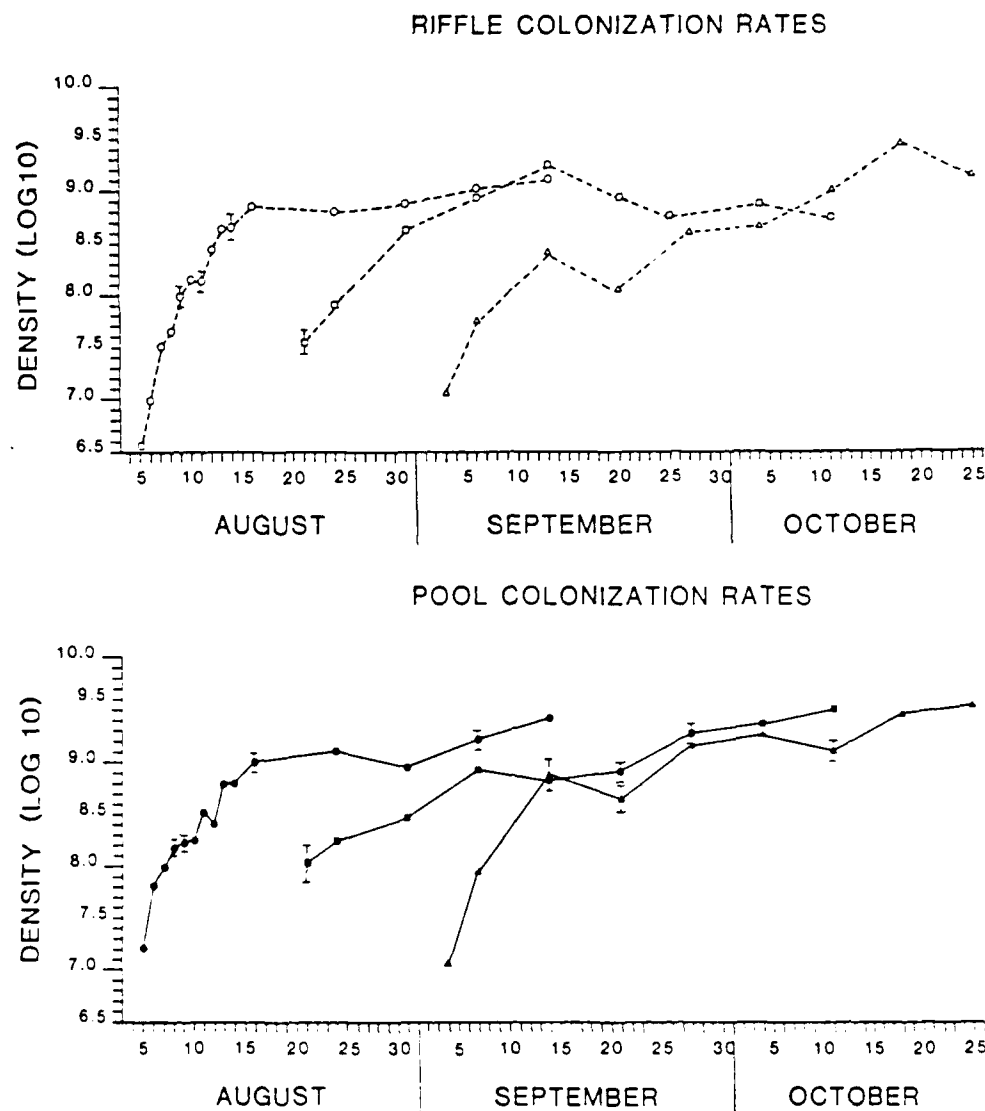 RIFFLE COLONIZATION RATES
DENSITY (LOG10)
10.0
9.5
9.0
8.5
8.0
7.5
7.0
6.5
5 10 15 20 25 30 5 10 15 20 25 30 5 10 15 20 25
AUGUST SEPTEMBER OCTOBER
POOL COLONIZATION RATES
DENSITY (LOG 10)
10.0
9.5
9.0
8.5
8.0
7.5
7.0
6.5
5 10 15 20 25 30 5 10 15 20 25 30 5 10 15 20 25
AUGUST SEPTEMBER OCTOBER